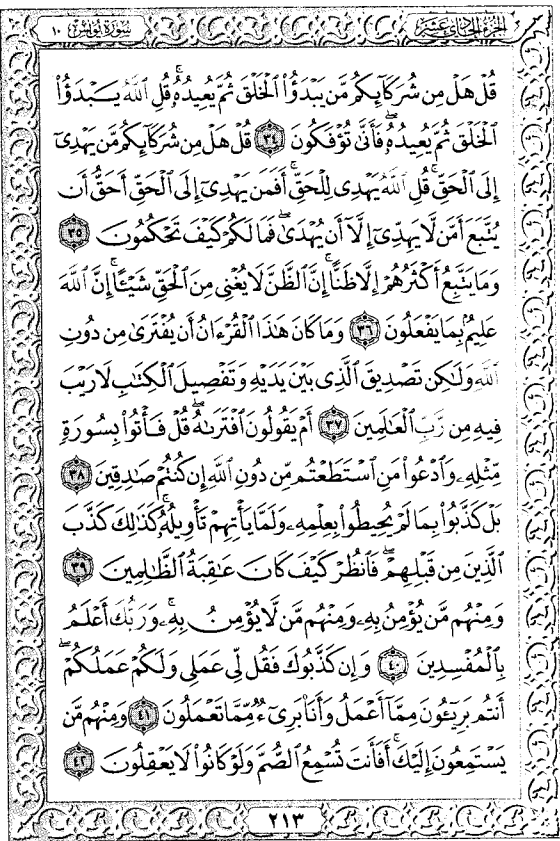 الجزء الحادي عشر
سورة يونس ١٠
قُلْ هَلْ مِن شُرَكَآئِكُم مَّن يَبْدَؤُا۟ ٱلْخَلْقَ ثُمَّ يُعِيدُهُۥ ۚ قُلِ ٱللَّهُ يَبْدَؤُا۟
ٱلْخَلْقَ ثُمَّ يُعِيدُهُۥ ۖ فَأَنَّىٰ تُؤْفَكُونَ ٣٤ قُلْ هَلْ مِن شُرَكَآئِكُم مَّن يَهْدِىٓ
إِلَى ٱلْحَقِّ ۚ قُلِ ٱللَّهُ يَهْدِى لِلْحَقِّ ۗ أَفَمَن يَهْدِىٓ إِلَى ٱلْحَقِّ أَحَقُّ أَن
يُتَّبَعَ أَمَّن لَّا يَهِدِّىٓ إِلَّآ أَن يُهْدَىٰ ۖ فَمَا لَكُمْ كَيْفَ تَحْكُمُونَ ٣٥
وَمَا يَتَّبِعُ أَكْثَرُهُمْ إِلَّا ظَنًّا ۚ إِنَّ ٱلظَّنَّ لَا يُغْنِى مِنَ ٱلْحَقِّ شَيْـًٔا ۚ إِنَّ ٱللَّهَ
عَلِيمٌۢ بِمَا يَفْعَلُونَ ٣٦ وَمَا كَانَ هَٰذَا ٱلْقُرْءَانُ أَن يُفْتَرَىٰ مِن دُونِ
ٱللَّهِ وَلَٰكِن تَصْدِيقَ ٱلَّذِى بَيْنَ يَدَيْهِ وَتَفْصِيلَ ٱلْكِتَٰبِ لَا رَيْبَ
فِيهِ مِن رَّبِّ ٱلْعَٰلَمِينَ ٣٧ أَمْ يَقُولُونَ ٱفْتَرَىٰهُ ۖ قُلْ فَأْتُوا۟ بِسُورَةٍ
مِّثْلِهِۦ وَٱدْعُوا۟ مَنِ ٱسْتَطَعْتُم مِّن دُونِ ٱللَّهِ إِن كُنتُمْ صَٰدِقِينَ ٣٨
بَلْ كَذَّبُوا۟ بِمَا لَمْ يُحِيطُوا۟ بِعِلْمِهِۦ وَلَمَّا يَأْتِهِمْ تَأْوِيلُهُۥ ۚ كَذَٰلِكَ كَذَّبَ
ٱلَّذِينَ مِن قَبْلِهِمْ ۖ فَٱنظُرْ كَيْفَ كَانَ عَٰقِبَةُ ٱلظَّٰلِمِينَ ٣٩
وَمِنْهُم مَّن يُؤْمِنُ بِهِۦ وَمِنْهُم مَّن لَّا يُؤْمِنُ بِهِۦ ۚ وَرَبُّكَ أَعْلَمُ
بِٱلْمُفْسِدِينَ ٤٠ وَإِن كَذَّبُوكَ فَقُل لِّى عَمَلِى وَلَكُمْ عَمَلُكُمْ ۖ
أَنتُم بَرِيٓـُٔونَ مِمَّآ أَعْمَلُ وَأَنَا۠ بَرِىٓءٌ مِّمَّا تَعْمَلُونَ ٤١ وَمِنْهُم مَّن
يَسْتَمِعُونَ إِلَيْكَ ۚ أَفَأَنتَ تُسْمِعُ ٱلصُّمَّ وَلَوْ كَانُوا۟ لَا يَعْقِلُونَ ٤٢
٢١٣